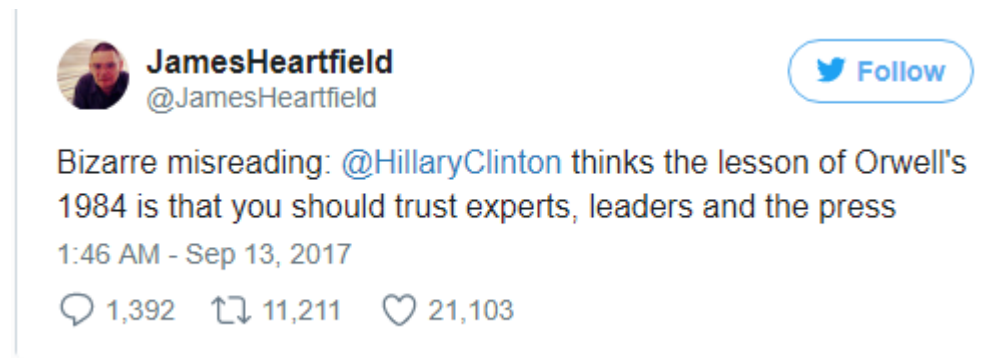 JamesHeartfield
@JamesHeartfield
Follow
Bizarre misreading: @HillaryClinton thinks the lesson of Orwell's
1984 is that you should trust experts, leaders and the press
1:46 AM - Sep 13, 2017
1,392 11,211 21,103